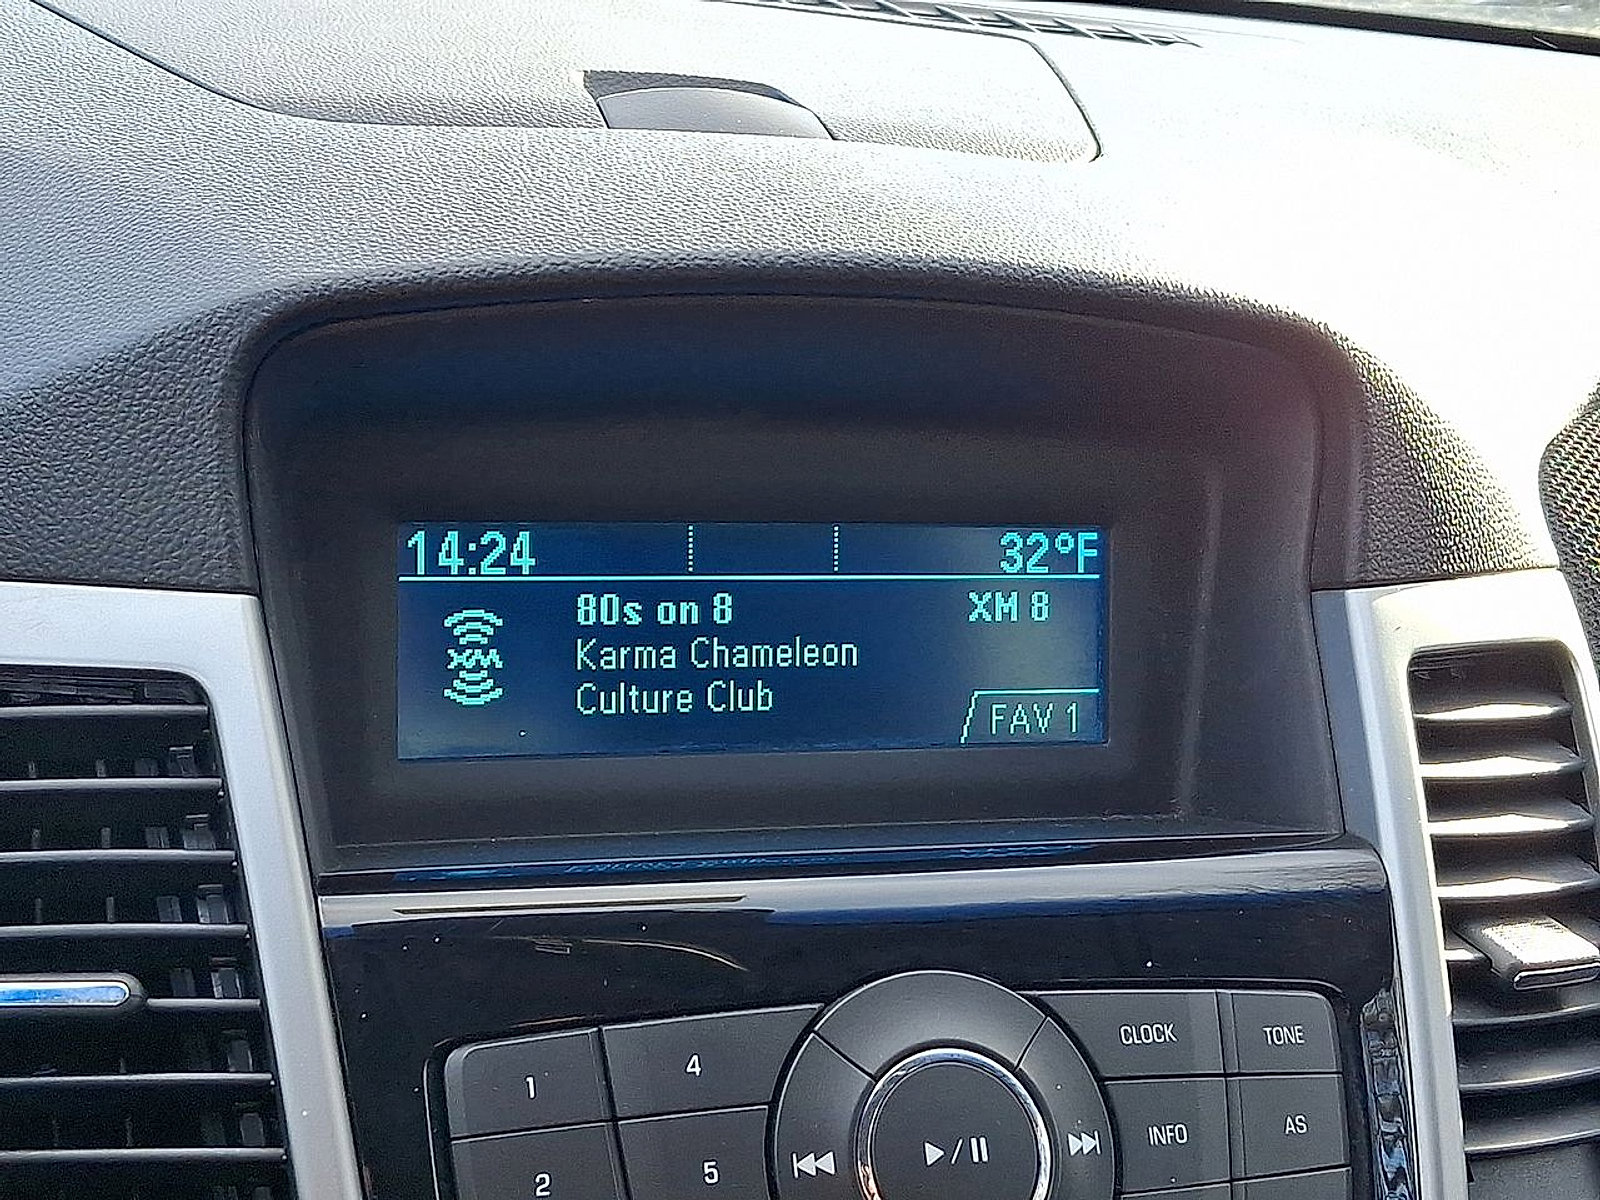 14:24 32°F
80s on 8 XM 8
XM Karma Chameleon
Culture Club
FAV 1
CLOCK TONE
1 4
INFO AS
2 5